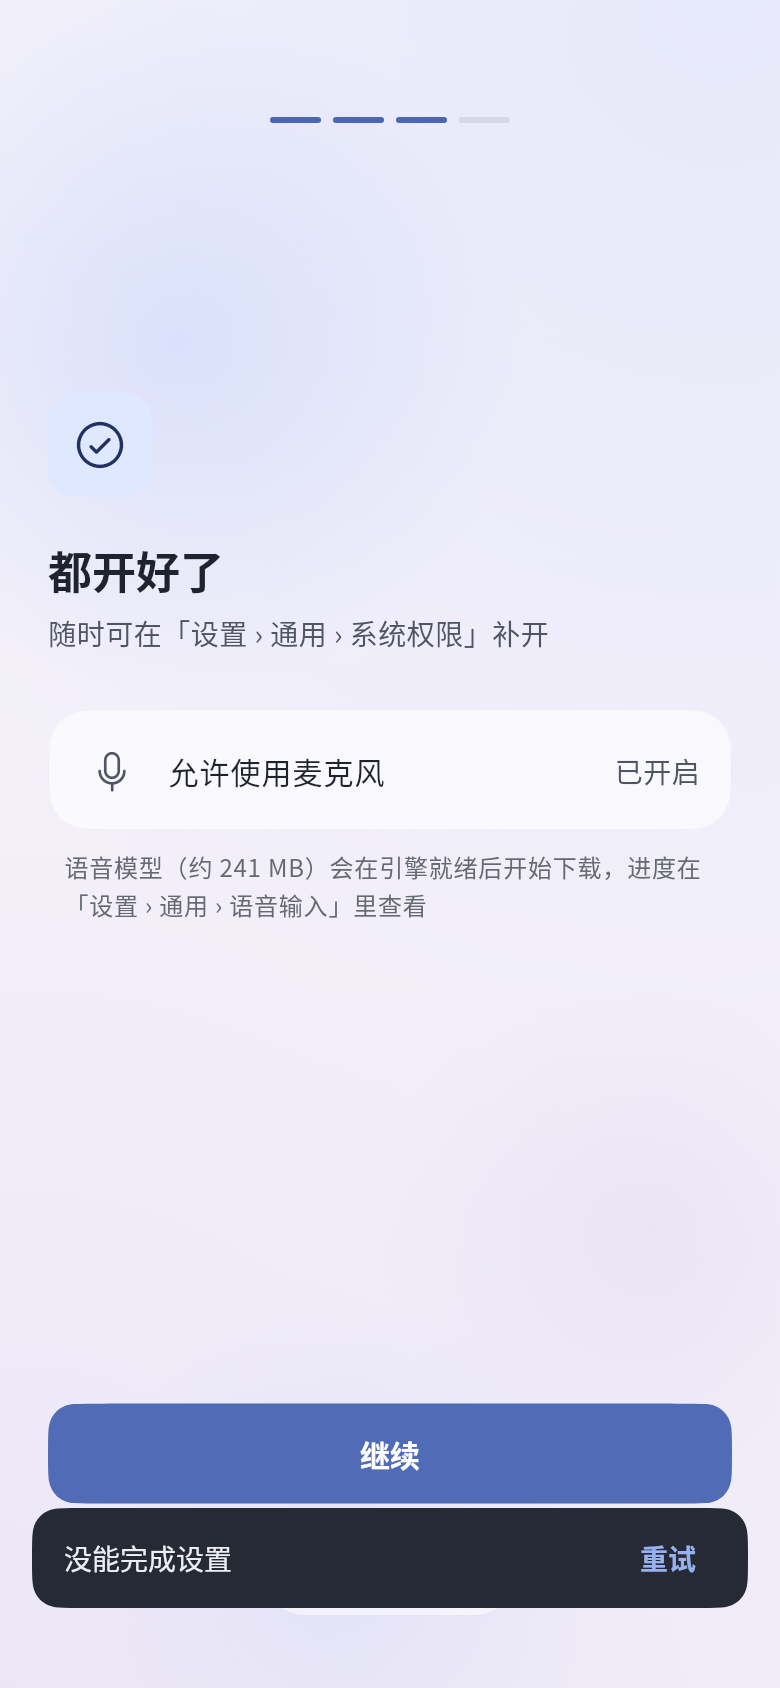 都开好了
随时可在「设置 › 通用 › 系统权限」补开
允许使用麦克风
已开启
语音模型（约 241 MB）会在引擎就绪后开始下载，进度在
「设置 › 通用 › 语音输入」里查看
继续
没能完成设置
重试